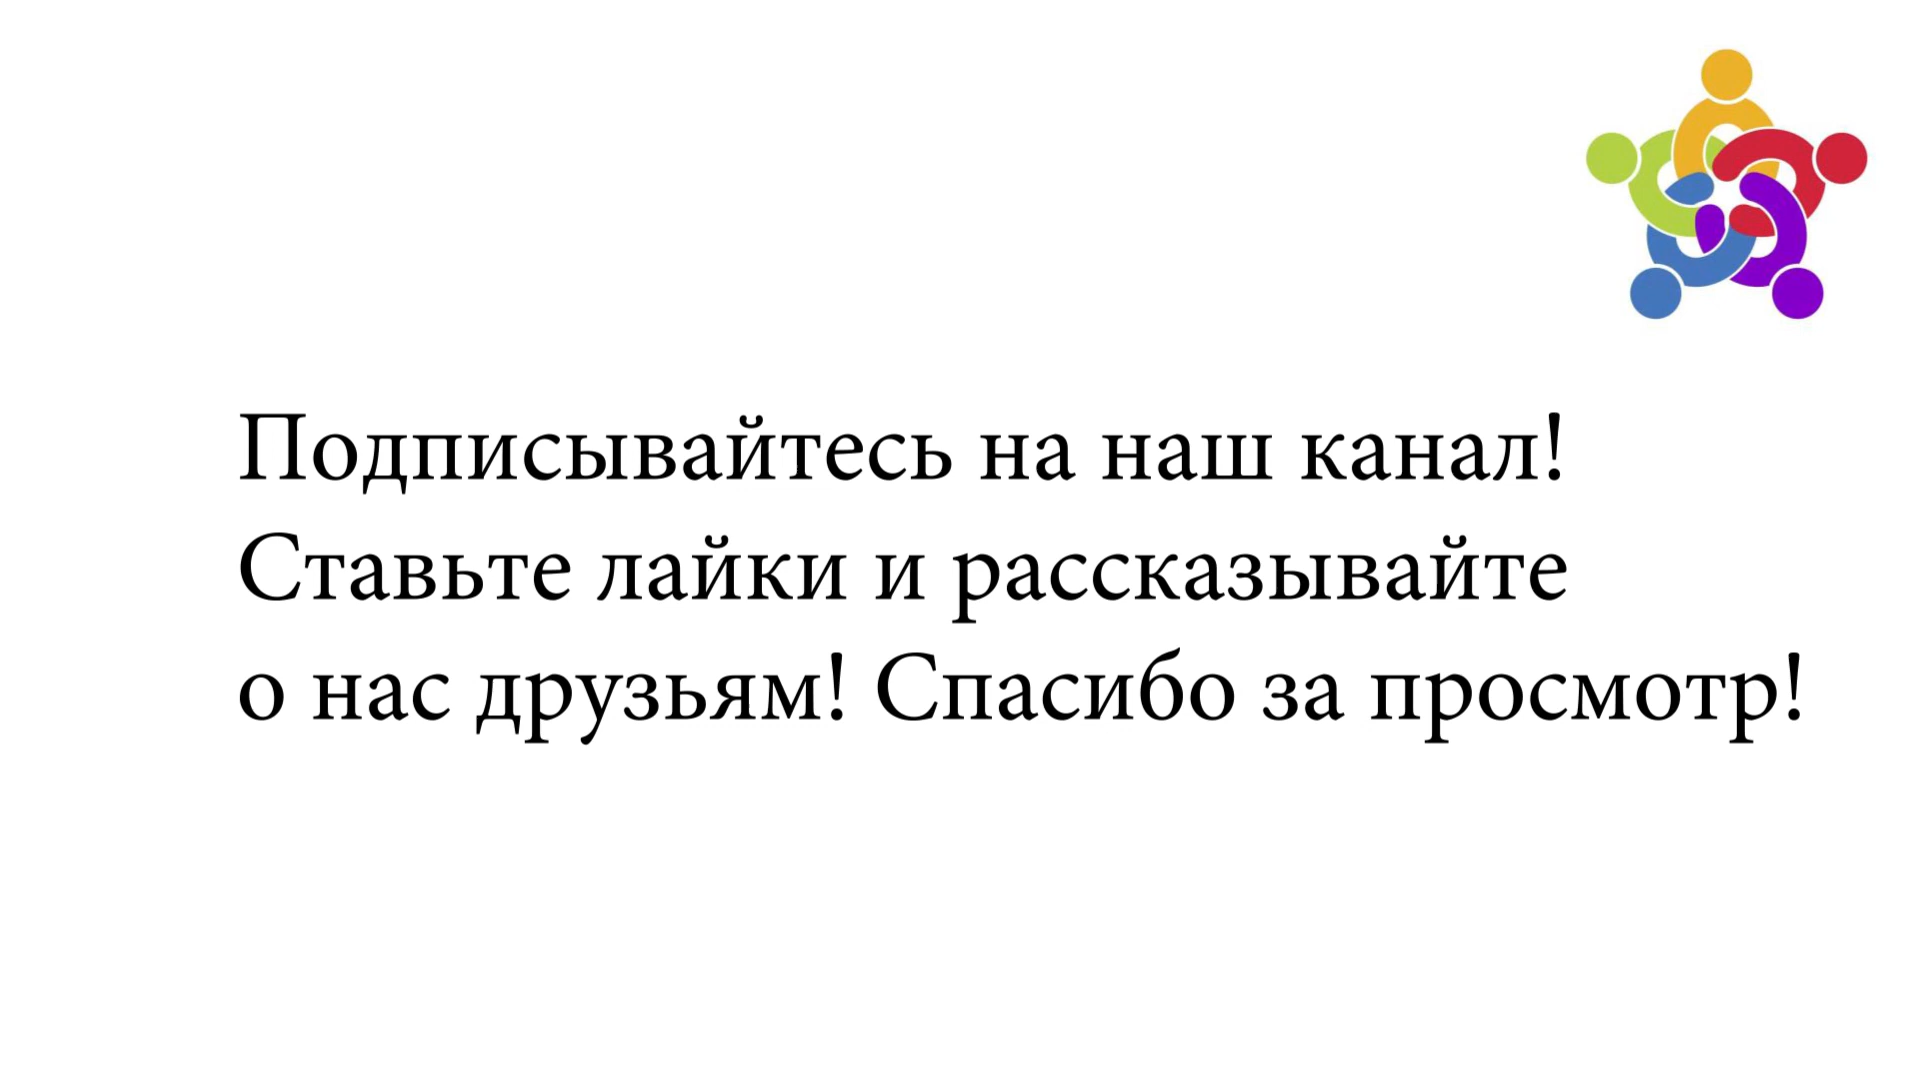 Подписывайтесь на наш канал!
Ставьте лайки и рассказывайте
о нас друзьям! Спасибо за просмотр!